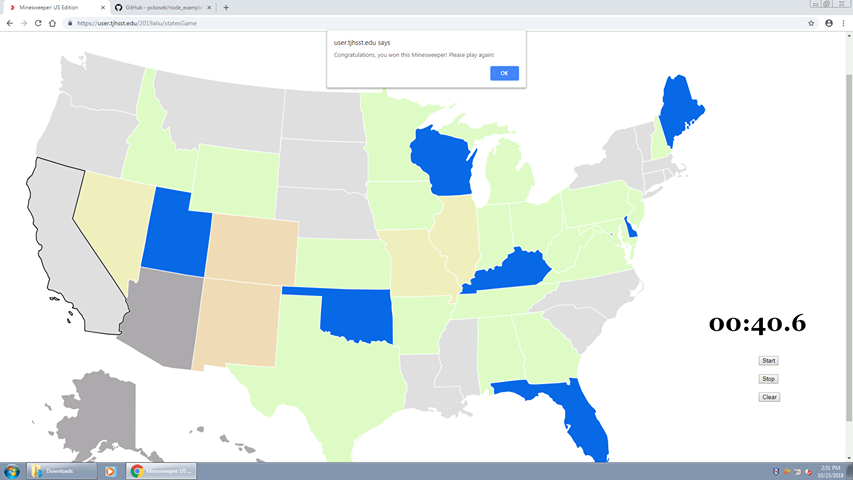 Minesweeper: US Edition
GitHub - pckosek/node_example
https://user.tjhsst.edu/2019aliu/statesGame
user.tjhsst.edu says
Congratulations, you won this Minesweeper! Please play again!
OK
00:40.6
Start
Stop
Clear
Downloads
Minesweeper: US ...
2:51 PM
10/23/2018